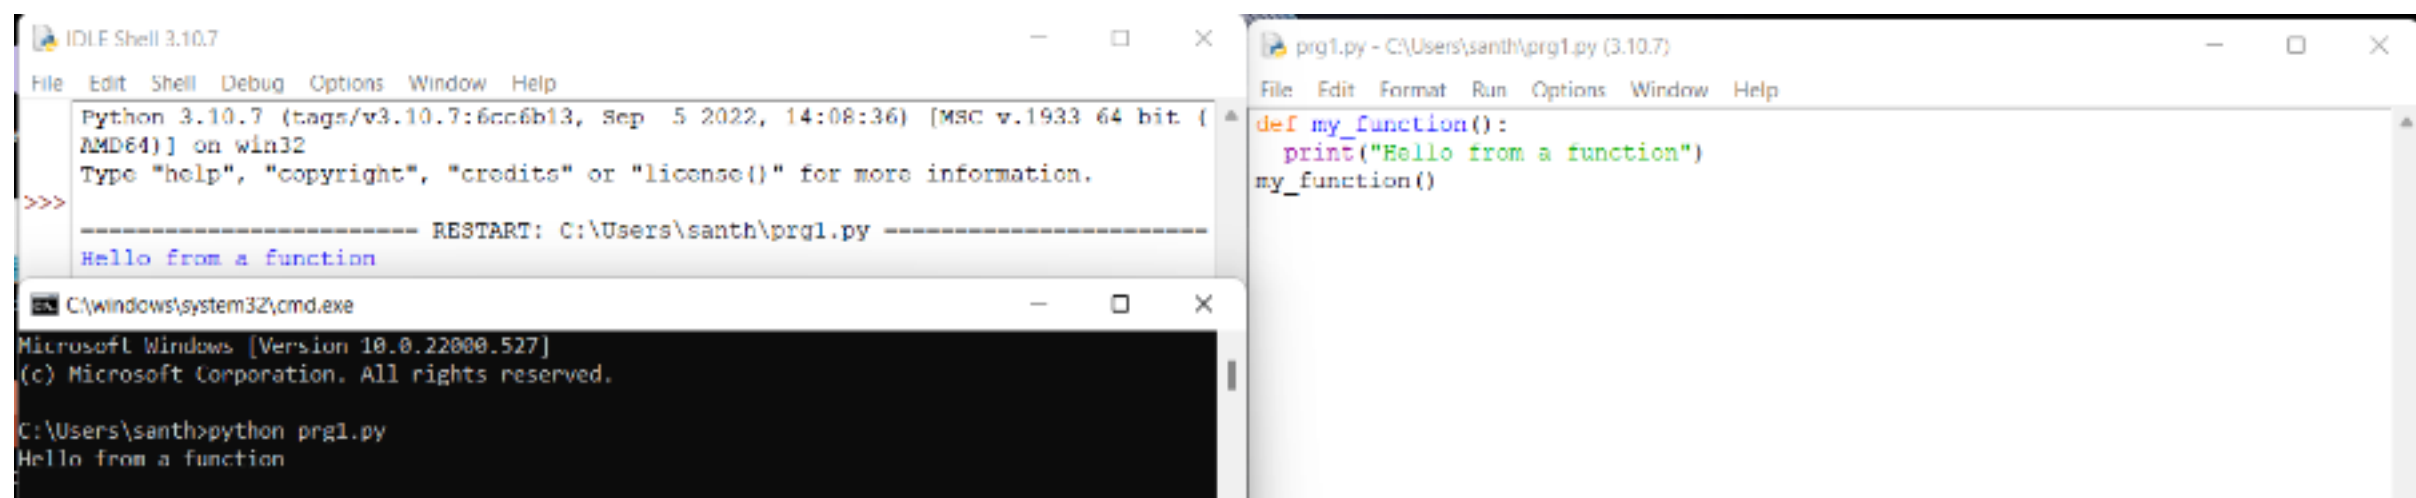 IDLE Shell 3.10.7
File Edit Shell Debug Options Window Help
Python 3.10.7 (tags/v3.10.7:6cc6b13, Sep  5 2022, 14:08:36) [MSC v.1933 64 bit (
AMD64)] on win32
Type "help", "copyright", "credits" or "license()" for more information.
>>>
======================== RESTART: C:\Users\santh\prg1.py =======================
Hello from a function
C:\windows\system32\cmd.exe
Microsoft Windows [Version 10.0.22000.527]
(c) Microsoft Corporation. All rights reserved.
C:\Users\santh>python prg1.py
Hello from a function
prg1.py - C:\Users\santh\prg1.py (3.10.7)
File Edit Format Run Options Window Help
def my_function():
  print("Hello from a function")
my_function()